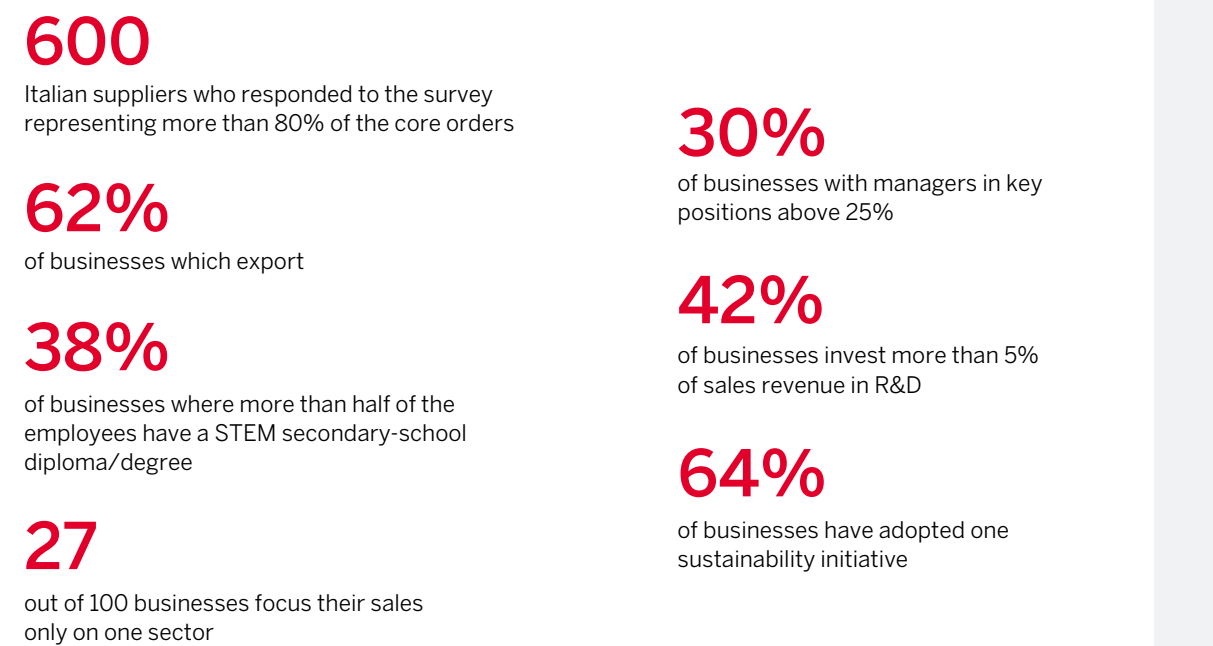 600
Italian suppliers who responded to the survey
representing more than 80% of the core orders
62%
of businesses which export
38%
of businesses where more than half of the
employees have a STEM secondary-school
diploma/degree
27
out of 100 businesses focus their sales
only on one sector
30%
of businesses with managers in key
positions above 25%
42%
of businesses invest more than 5%
of sales revenue in R&D
64%
of businesses have adopted one
sustainability initiative